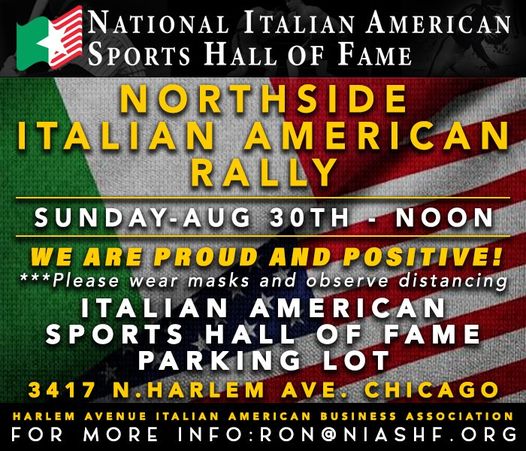 NATIONAL ITALIAN AMERICAN
SPORTS HALL OF FAME
NORTHSIDE
ITALIAN AMERICAN
RALLY
SUNDAY-AUG 30TH - NOON
WE ARE PROUD AND POSITIVE!
***Please wear masks and observe distancing
ITALIAN AMERICAN
SPORTS HALL OF FAME
PARKING LOT
3417 N.HARLEM AVE. CHICAGO
HARLEM AVENUE ITALIAN AMERICAN BUSINESS ASSOCIATION
FOR MORE INFO:RON@NIASHF.ORG